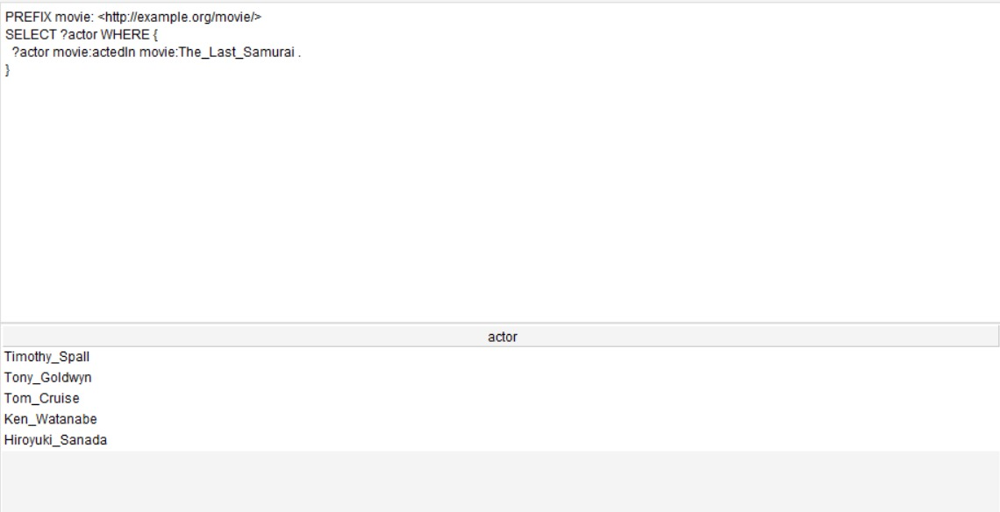 PREFIX movie: <http://example.org/movie/>
SELECT ?actor WHERE {
  ?actor movie:actedIn movie:The_Last_Samurai .
}
actor
Timothy_Spall
Tony_Goldwyn
Tom_Cruise
Ken_Watanabe
Hiroyuki_Sanada